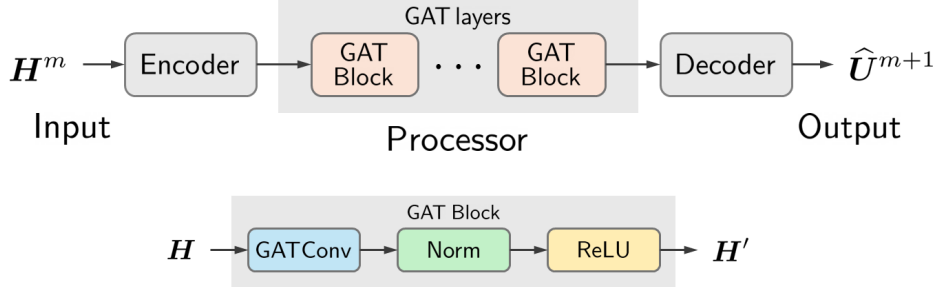 GAT layers
H^m
Encoder
GAT
Block
· · ·
GAT
Block
Decoder
Û^{m+1}
Input
Processor
Output
GAT Block
H
GATConv
Norm
ReLU
H′